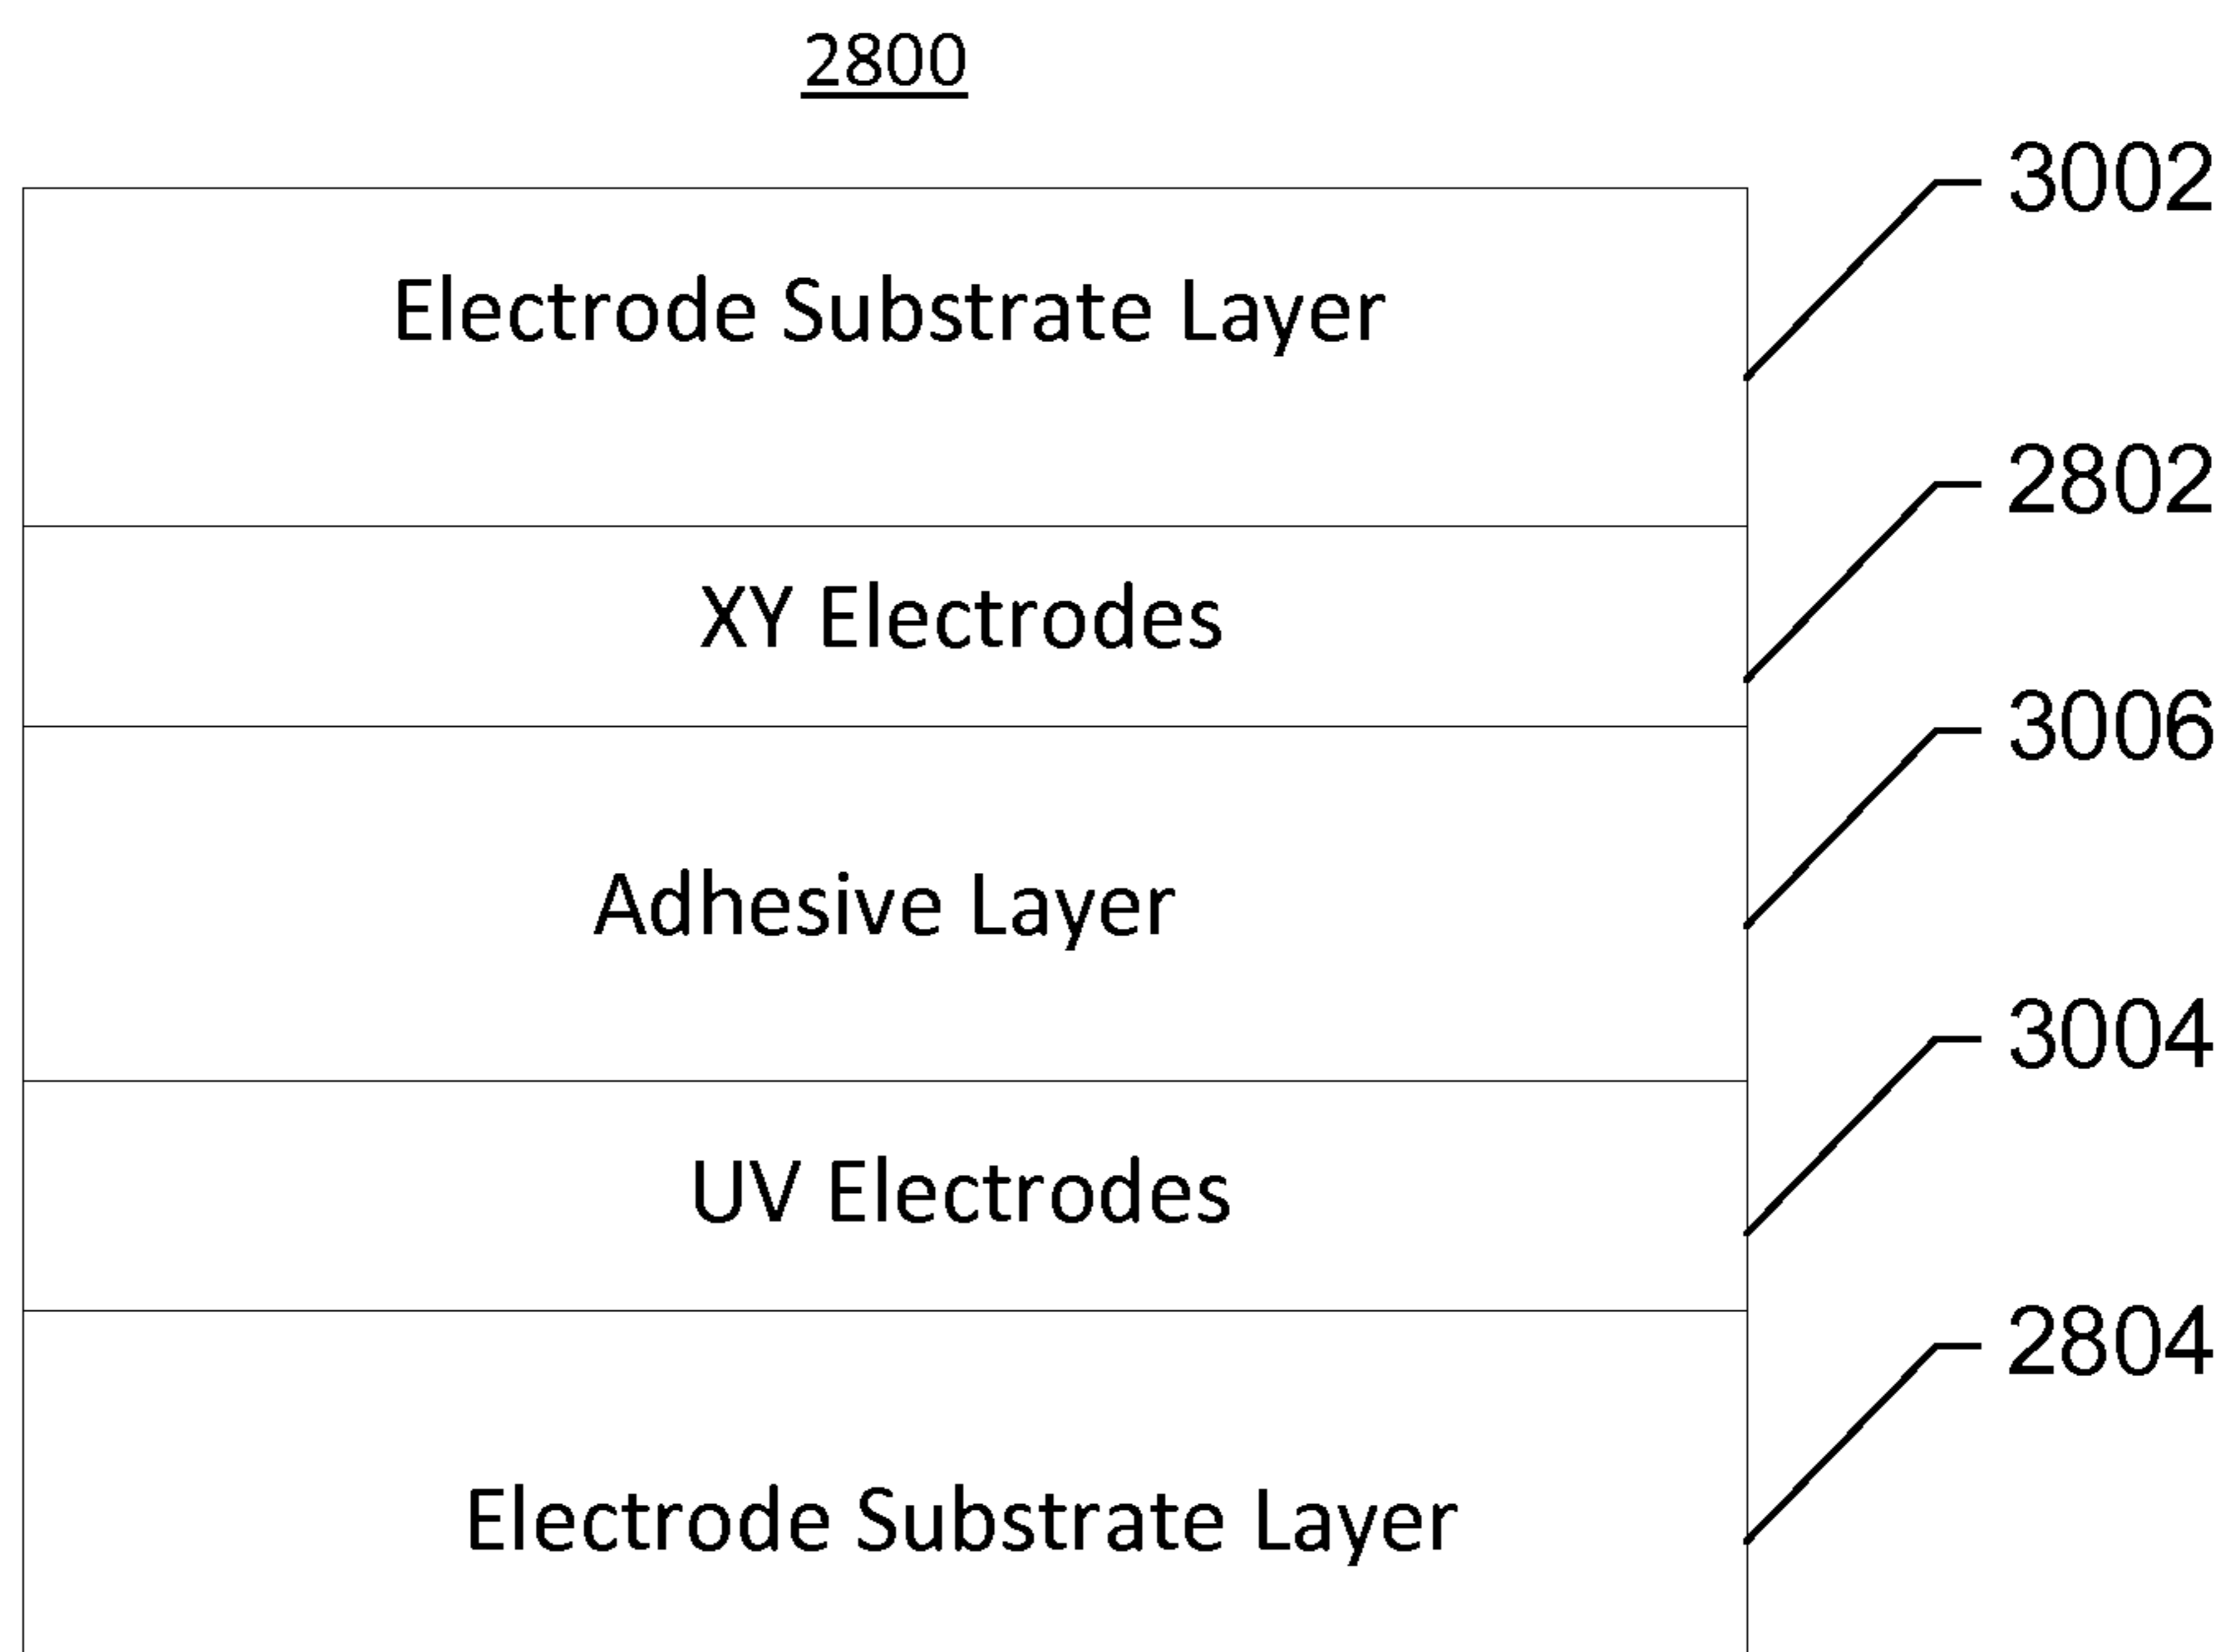 2800
3002
Electrode Substrate Layer
2802
XY Electrodes
3006
Adhesive Layer
3004
UV Electrodes
2804
Electrode Substrate Layer